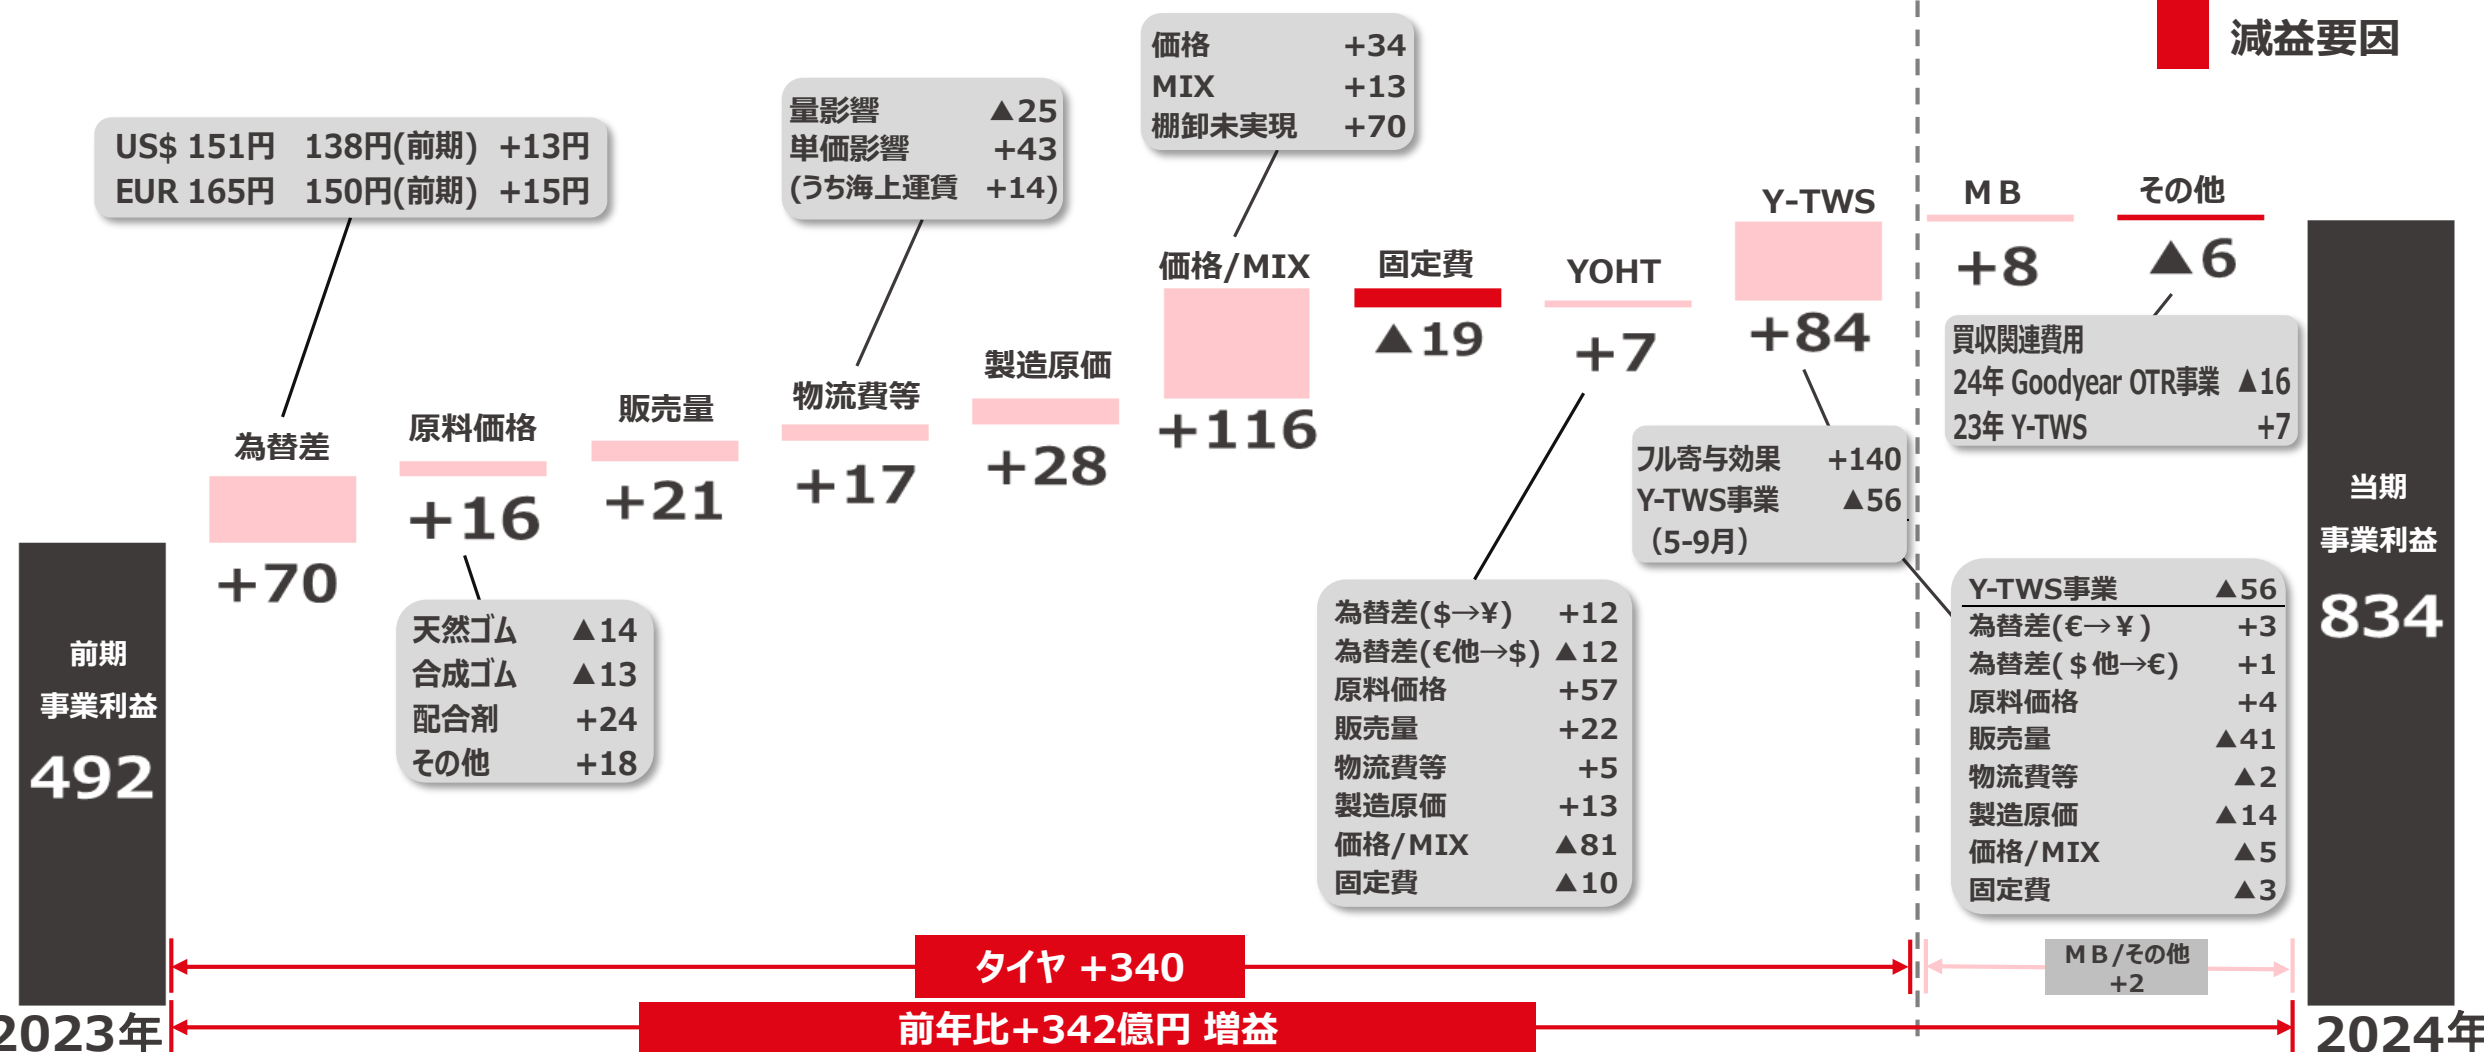 減益要因
US$ 151円 138円(前期) +13円
EUR 165円 150円(前期) +15円
為替差
+70
原料価格
+16
天然ゴム ▲14
合成ゴム ▲13
配合剤 +24
その他 +18
販売量
+21
量影響 ▲25
単価影響 +43
(うち海上運賃 +14)
物流費等
+17
製造原価
+28
価格 +34
MIX +13
棚卸未実現 +70
価格/MIX
+116
固定費
▲19
YOHT
+7
為替差($→¥) +12
為替差(€他→$) ▲12
原料価格 +57
販売量 +22
物流費等 +5
製造原価 +13
価格/MIX ▲81
固定費 ▲10
Y-TWS
+84
フル寄与効果 +140
Y-TWS事業 ▲56
（5-9月）
Y-TWS事業 ▲56
為替差(€→¥) +3
為替差($他→€) +1
原料価格 +4
販売量 ▲41
物流費等 ▲2
製造原価 ▲14
価格/MIX ▲5
固定費 ▲3
ＭＢ
+8
その他
▲6
買収関連費用
24年 Goodyear OTR事業 ▲16
23年 Y-TWS +7
前期
事業利益
492
当期
事業利益
834
タイヤ +340
ＭＢ/その他
+2
前年比+342億円 増益
2023年
2024年